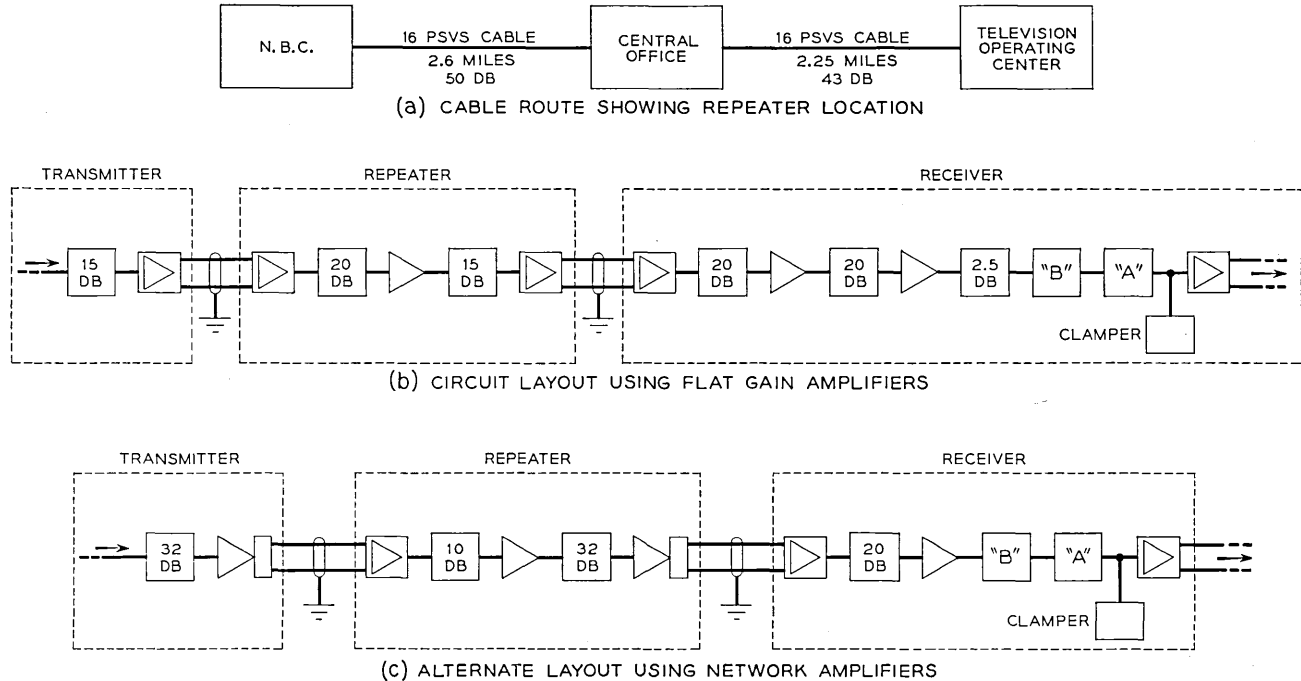 N.B.C.
16 PSVS CABLE
2.6 MILES
50 DB
CENTRAL
OFFICE
16 PSVS CABLE
2.25 MILES
43 DB
TELEVISION
OPERATING
CENTER
(a) CABLE ROUTE SHOWING REPEATER LOCATION
TRANSMITTER
REPEATER
RECEIVER
15
DB
20
DB
15
DB
20
DB
20
DB
2.5
DB
"B"
"A"
CLAMPER
(b) CIRCUIT LAYOUT USING FLAT GAIN AMPLIFIERS
TRANSMITTER
REPEATER
RECEIVER
32
DB
10
DB
32
DB
20
DB
"B"
"A"
CLAMPER
(c) ALTERNATE LAYOUT USING NETWORK AMPLIFIERS